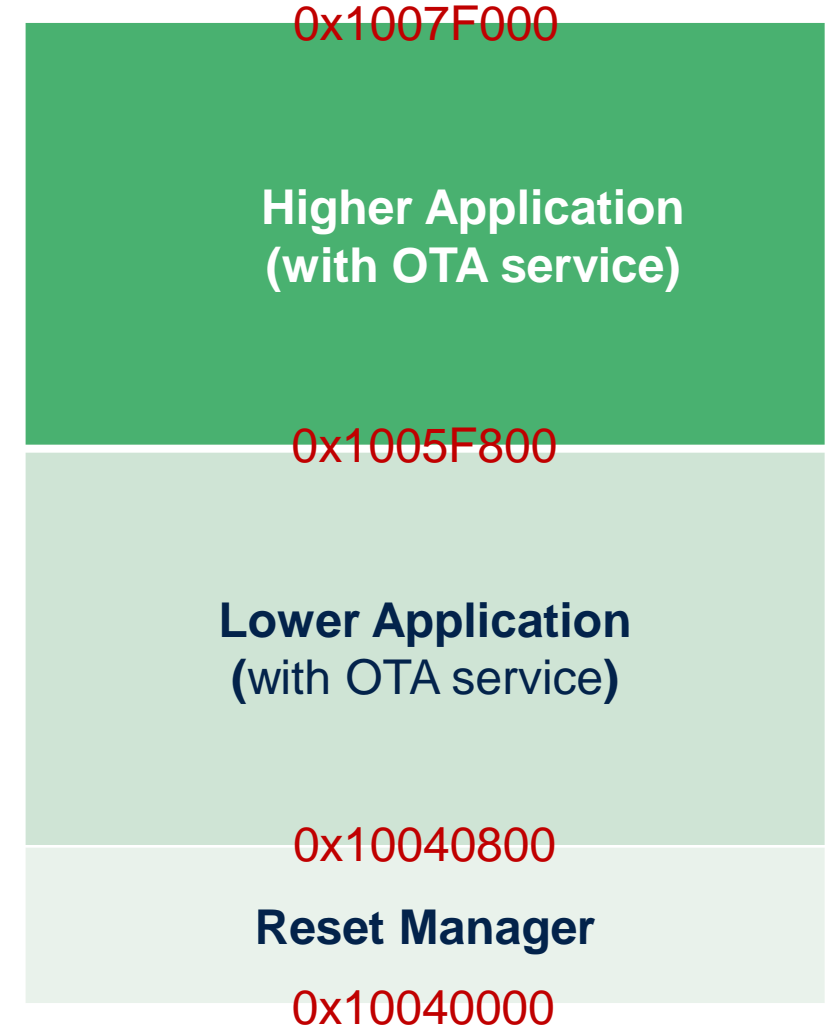 0x1007F000
Higher Application
(with OTA service)
0x1005F800
Lower Application
(with OTA service)
0x10040800
Reset Manager
0x10040000